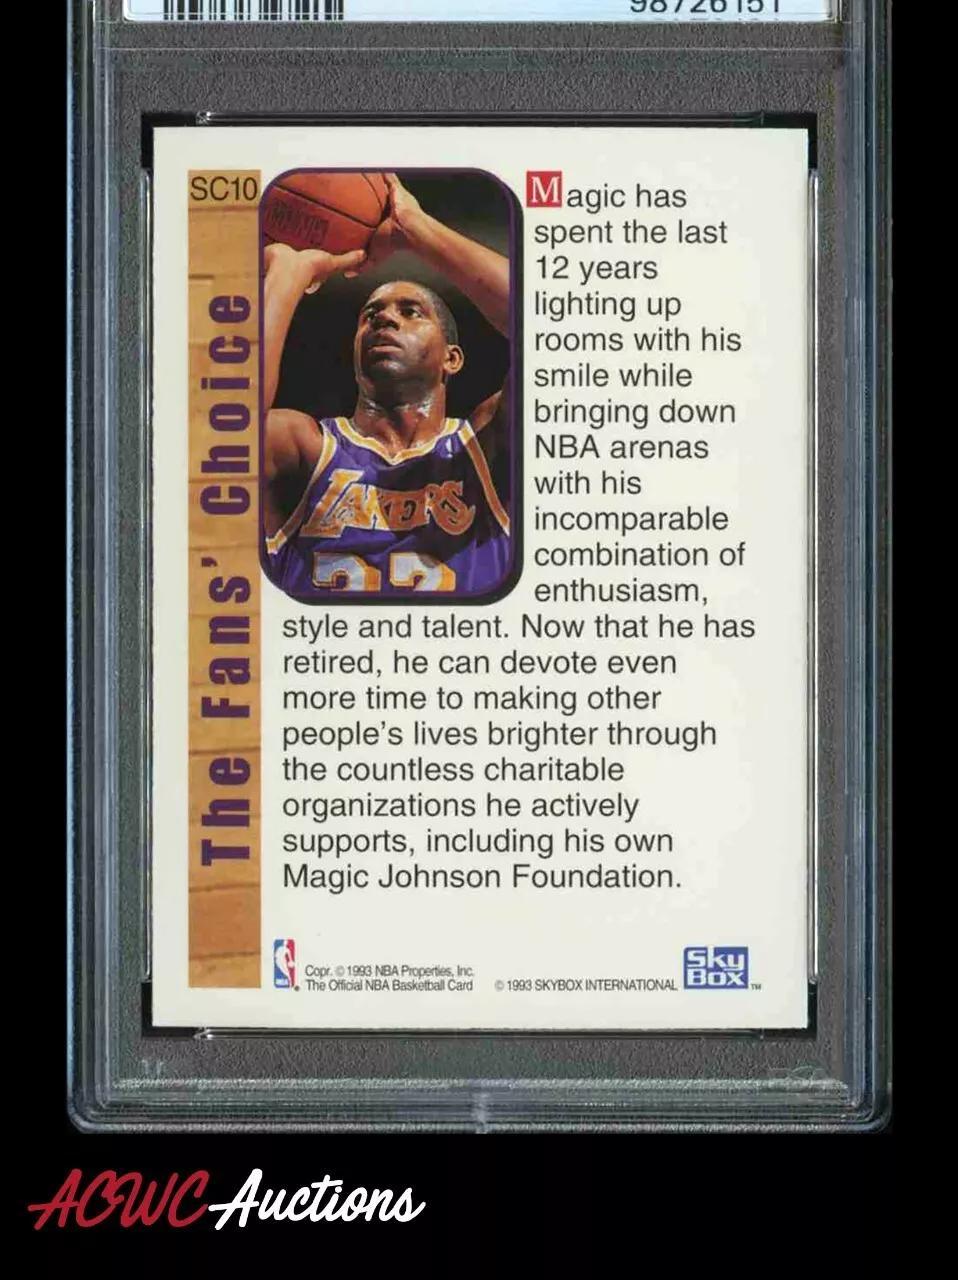 98726151
SC10
The Fans' Choice
LAKERS
32
Magic has
spent the last
12 years
lighting up
rooms with his
smile while
bringing down
NBA arenas
with his
incomparable
combination of
enthusiasm,
style and talent. Now that he has
retired, he can devote even
more time to making other
people's lives brighter through
the countless charitable
organizations he actively
supports, including his own
Magic Johnson Foundation.
NBA
Copr. © 1993 NBA Properties, Inc.
The Official NBA Basketball Card
© 1993 SKYBOX INTERNATIONAL
Sky
Box ™
ACWC Auctions